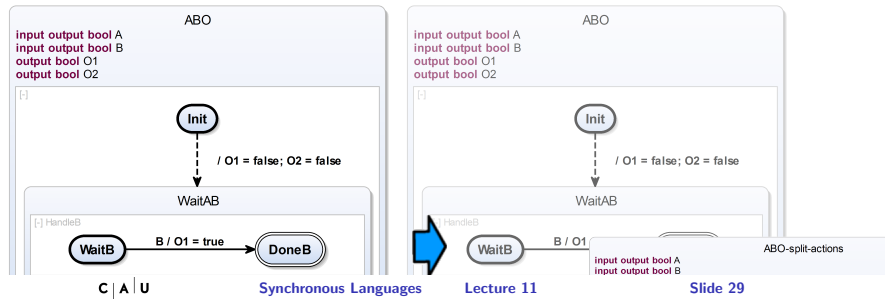 ABO
input output bool A
input output bool B
output bool O1
output bool O2
[-]
Init
/ O1 = false; O2 = false
WaitAB
[-] HandleB
WaitB
B / O1 = true
DoneB
ABO
input output bool A
input output bool B
output bool O1
output bool O2
[-]
Init
/ O1 = false; O2 = false
WaitAB
HandleB
WaitB
B / O1
ABO-split-actions
input output bool A
input output bool B
C | A | U
Synchronous Languages Lecture 11 Slide 29